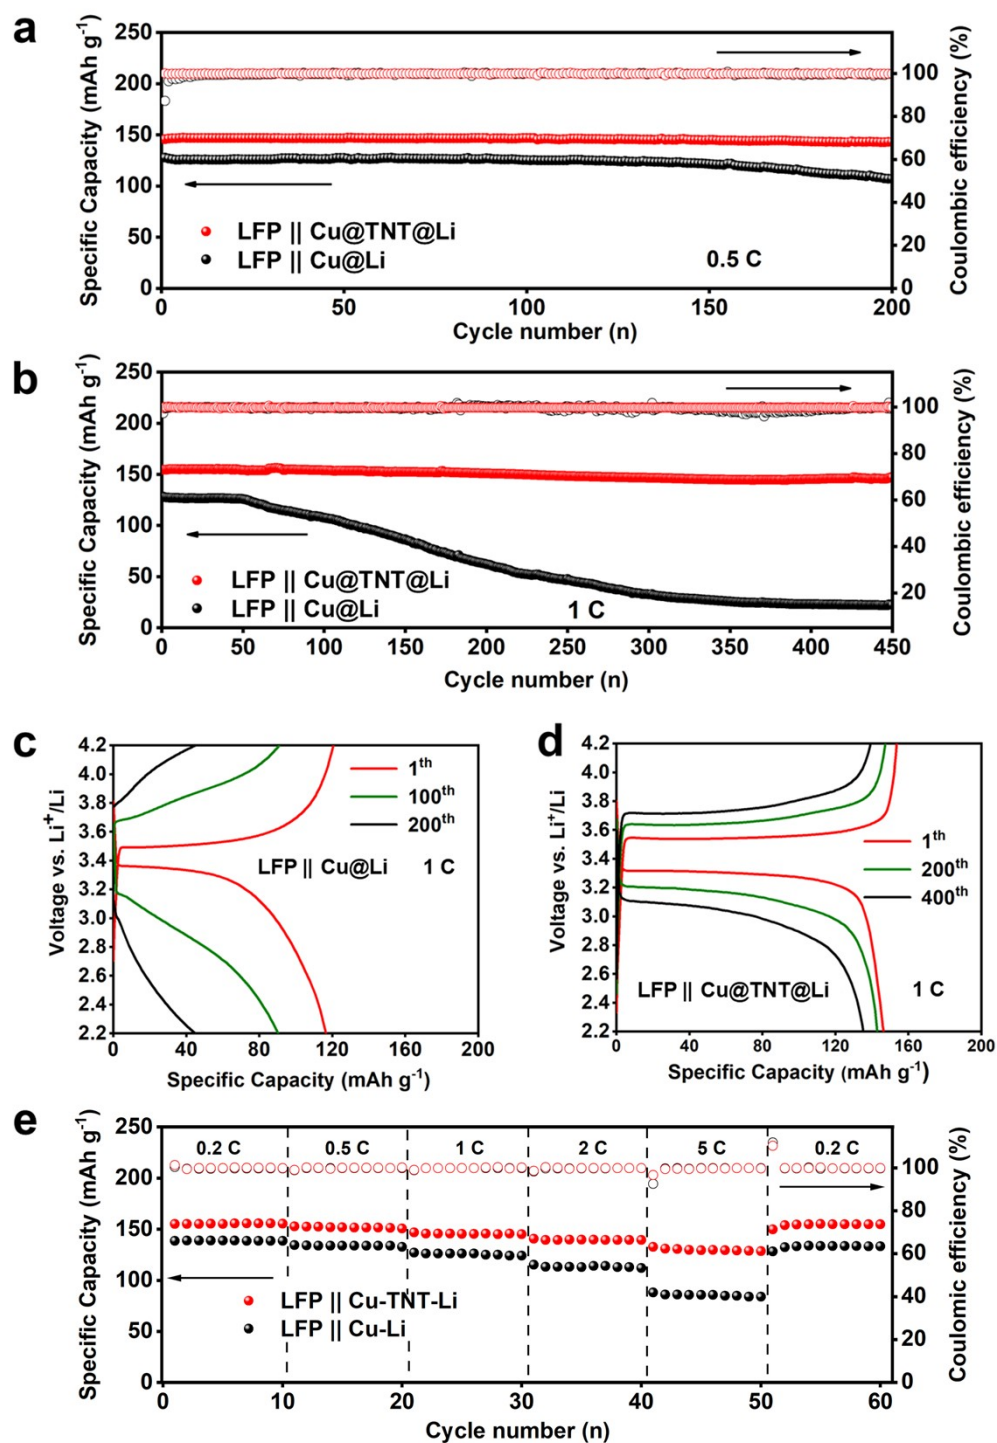 a
Specific Capacity (mAh g⁻¹)
250
200
150
100
50
0
LFP || Cu@TNT@Li
LFP || Cu@Li
0.5 C
100
80
60
40
20
0
Coulombic efficiency (%)
0 50 100 150 200
Cycle number (n)
b
Specific Capacity (mAh g⁻¹)
250
200
150
100
50
0
LFP || Cu@TNT@Li
LFP || Cu@Li
1 C
100
80
60
40
20
Coulombic efficiency (%)
0 50 100 150 200 250 300 350 400 450
Cycle number (n)
c
Voltage vs. Li⁺/Li
4.2
4.0
3.8
3.6
3.4
3.2
3.0
2.8
2.6
2.4
2.2
1ᵗʰ
100ᵗʰ
200ᵗʰ
LFP || Cu@Li 1 C
0 40 80 120 160 200
Specific Capacity (mAh g⁻¹)
d
Voltage vs. Li⁺/Li
4.2
4.0
3.8
3.6
3.4
3.2
3.0
2.8
2.6
2.4
2.2
1ᵗʰ
200ᵗʰ
400ᵗʰ
LFP || Cu@TNT@Li 1 C
0 40 80 120 160 200
Specific Capacity (mAh g⁻¹)
e
Specific Capacity (mAh g⁻¹)
250
200
150
100
50
0
0.2 C 0.5 C 1 C 2 C 5 C 0.2 C
LFP || Cu-TNT-Li
LFP || Cu-Li
100
80
60
40
20
0
Coulomic efficiency (%)
0 10 20 30 40 50 60
Cycle number (n)